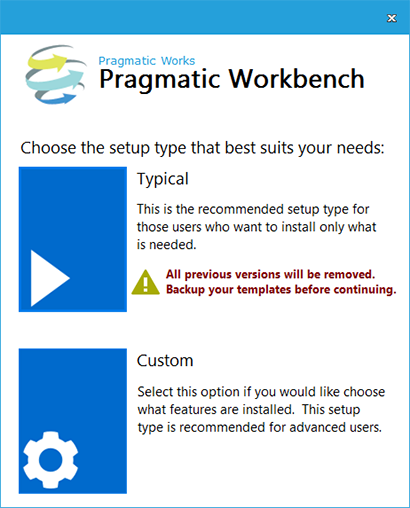 Pragmatic Works
Pragmatic Workbench
Choose the setup type that best suits your needs:
Typical
This is the recommended setup type for
those users who want to install only what
is needed.
All previous versions will be removed.
Backup your templates before continuing.
Custom
Select this option if you would like choose
what features are installed.  This setup
type is recommended for advanced users.